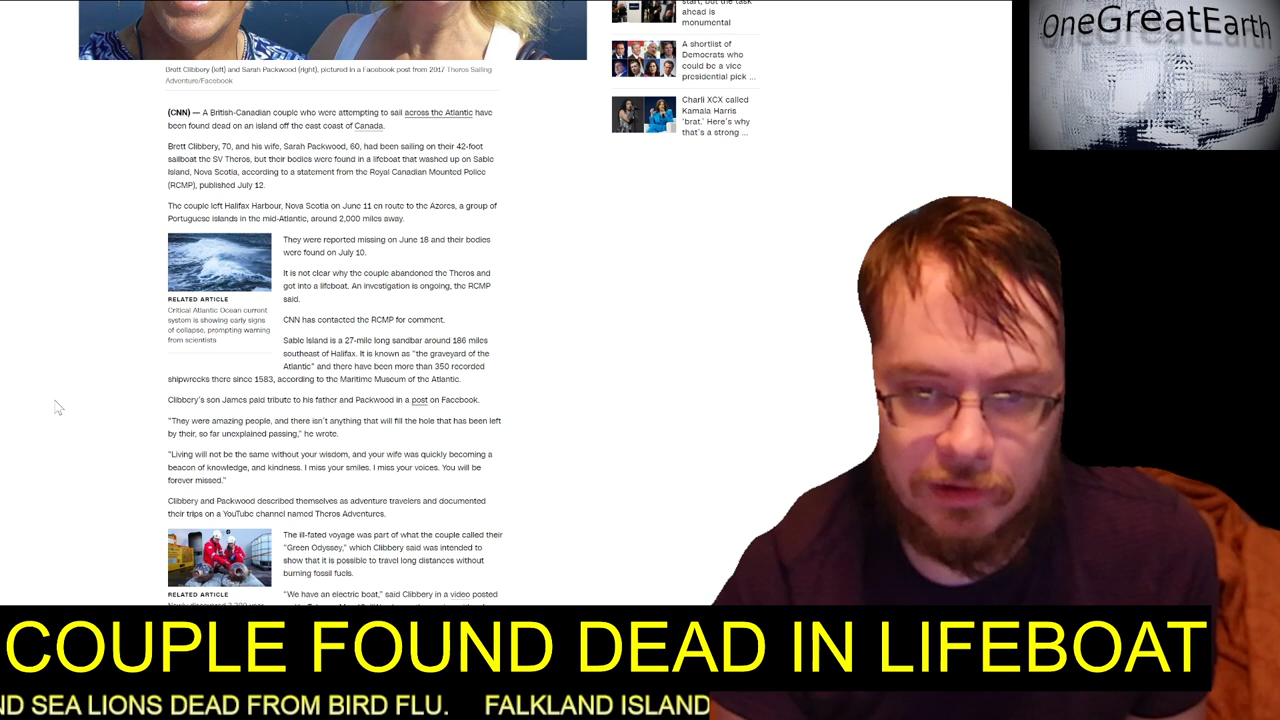 Brett Clibbery (left) and Sarah Packwood (right), pictured in a Facebook post from 2017 Theros Sailing
Adventure/Facebook
(CNN) — A British-Canadian couple who were attempting to sail across the Atlantic have
been found dead on an island off the east coast of Canada.
Brett Clibbery, 70, and his wife, Sarah Packwood, 60, had been sailing on their 42-foot
sailboat the SV Theros, but their bodies were found in a lifeboat that washed up on Sable
Island, Nova Scotia, according to a statement from the Royal Canadian Mounted Police
(RCMP), published July 12.
The couple left Halifax Harbour, Nova Scotia on June 11 en route to the Azores, a group of
Portuguese islands in the mid-Atlantic, around 2,000 miles away.
They were reported missing on June 18 and their bodies
were found on July 10.
It is not clear why the couple abandoned the Theros and
got into a lifeboat. An investigation is ongoing, the RCMP
said.
RELATED ARTICLE
Critical Atlantic Ocean current
system is showing early signs
of collapse, prompting warning
from scientists
CNN has contacted the RCMP for comment.
Sable Island is a 27-mile long sandbar around 186 miles
southeast of Halifax. It is known as "the graveyard of the
Atlantic" and there have been more than 350 recorded
shipwrecks there since 1583, according to the Maritime Museum of the Atlantic.
Clibbery's son James paid tribute to his father and Packwood in a post on Facebook.
"They were amazing people, and there isn't anything that will fill the hole that has been left
by their, so far unexplained passing," he wrote.
"Living will not be the same without your wisdom, and your wife was quickly becoming a
beacon of knowledge, and kindness. I miss your smiles. I miss your voices. You will be
forever missed."
Clibbery and Packwood described themselves as adventure travelers and documented
their trips on a YouTube channel named Theros Adventures.
The ill-fated voyage was part of what the couple called their
"Green Odyssey," which Clibbery said was intended to
show that it is possible to travel long distances without
burning fossil fuels.
RELATED ARTICLE
"We have an electric boat," said Clibbery in a video posted
start, but the task
ahead is
monumental
A shortlist of
Democrats who
could be a vice
presidential pick ...
Charli XCX called
Kamala Harris
'brat.' Here's why
that's a strong ...
OneGreatEarth
COUPLE FOUND DEAD IN LIFEBOAT
ND SEA LIONS DEAD FROM BIRD FLU. FALKLAND ISLAND